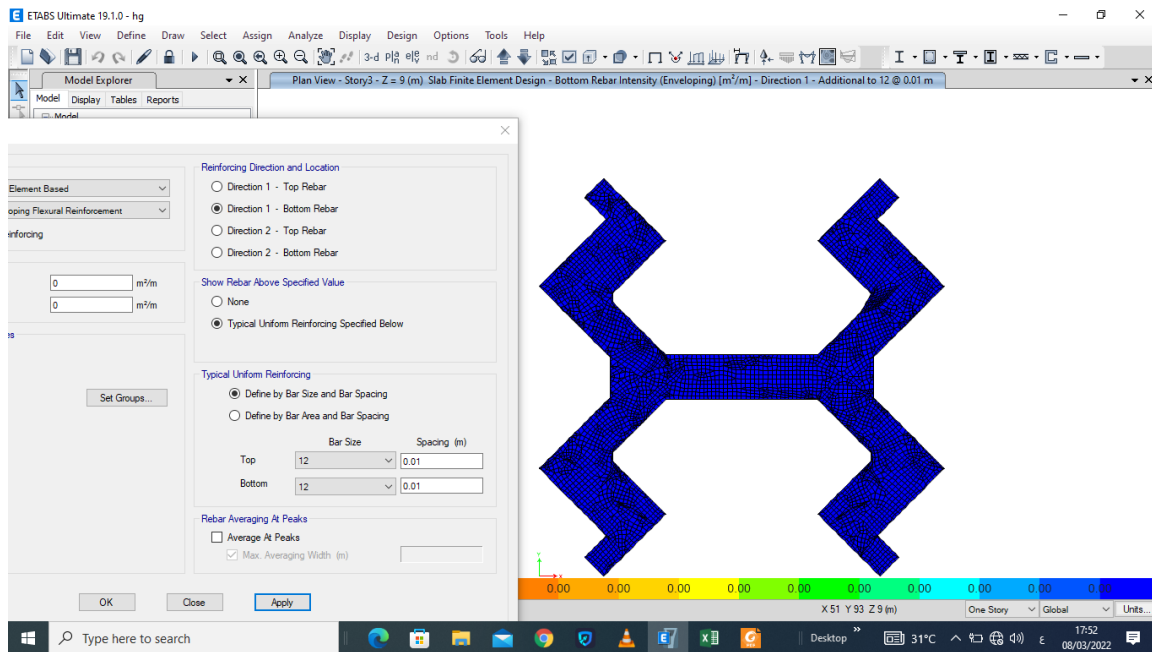 ETABS Ultimate 19.1.0 - hg
File Edit View Define Draw Select Assign Analyze Display Design Options Tools Help
3-d nd
Model Explorer
Plan View - Story3 - Z = 9 (m) Slab Finite Element Design - Bottom Rebar Intensity (Enveloping) [m²/m] - Direction 1 - Additional to 12 @ 0.01 m
Model Display Tables Reports
Model
Reinforcing Direction and Location
Element Based
Direction 1 - Top Rebar
oping Flexural Reinforcement
Direction 1 - Bottom Rebar
inforcing
Direction 2 - Top Rebar
Direction 2 - Bottom Rebar
0 m²/m
Show Rebar Above Specified Value
0 m²/m
None
Typical Uniform Reinforcing Specified Below
es
Typical Uniform Reinforcing
Set Groups...
Define by Bar Size and Bar Spacing
Define by Bar Area and Bar Spacing
Bar Size Spacing (m)
Top 12 0.01
Bottom 12 0.01
Rebar Averaging At Peaks
Average At Peaks
Max. Averaging Width (m)
Y
X
0.00 0.00 0.00 0.00 0.00 0.00 0.00 0.00 0.00 0.00
OK Close Apply
X 51 Y 93 Z 9 (m) One Story Global Units...
Type here to search
Desktop
31°C
ع
17:52
08/03/2022